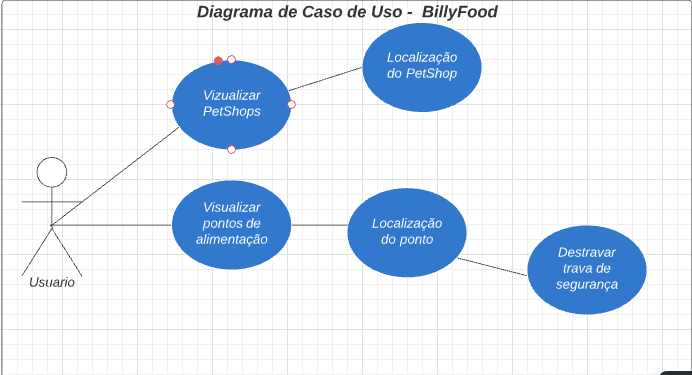 Diagrama de Caso de Uso - BillyFood
Localização
do PetShop
Vizualizar
PetShops
Visualizar
pontos de
alimentação
Localização
do ponto
Destravar
trava de
segurança
Usuario